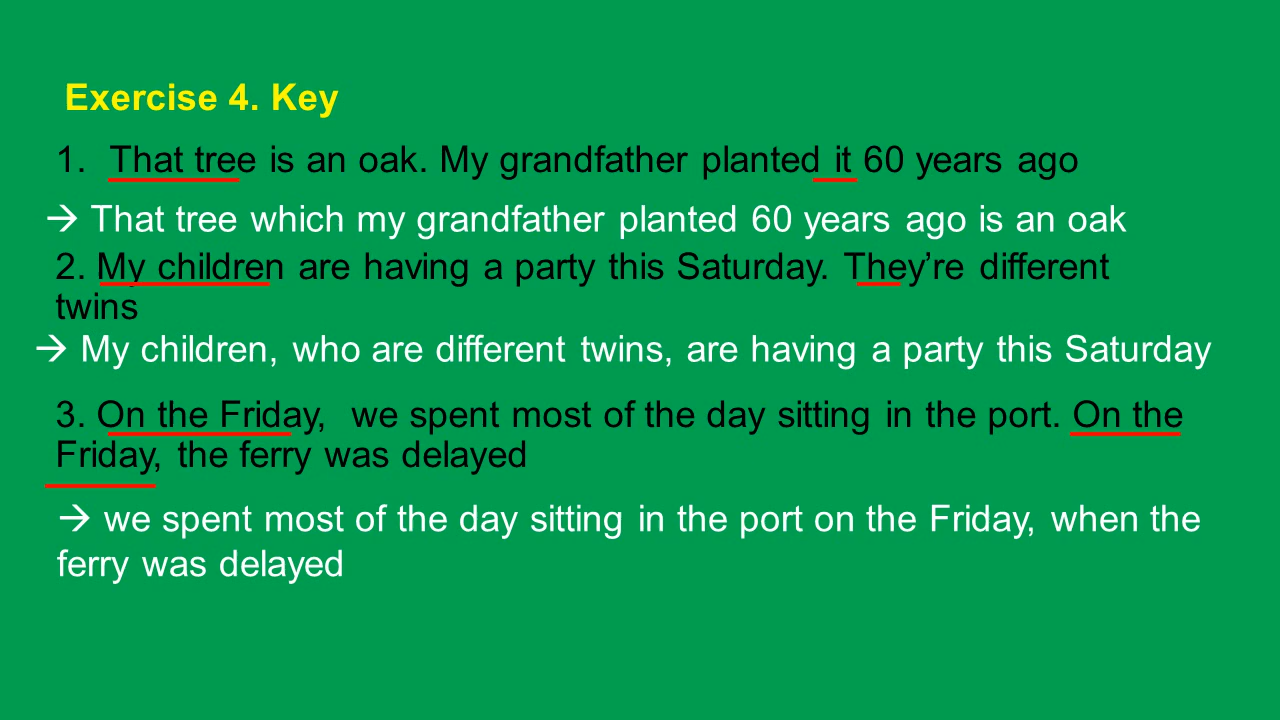 Exercise 4. Key
1. That tree is an oak. My grandfather planted it 60 years ago
→ That tree which my grandfather planted 60 years ago is an oak
2. My children are having a party this Saturday. They’re different
twins
→ My children, who are different twins, are having a party this Saturday
3. On the Friday, we spent most of the day sitting in the port. On the
Friday, the ferry was delayed
→ we spent most of the day sitting in the port on the Friday, when the
ferry was delayed